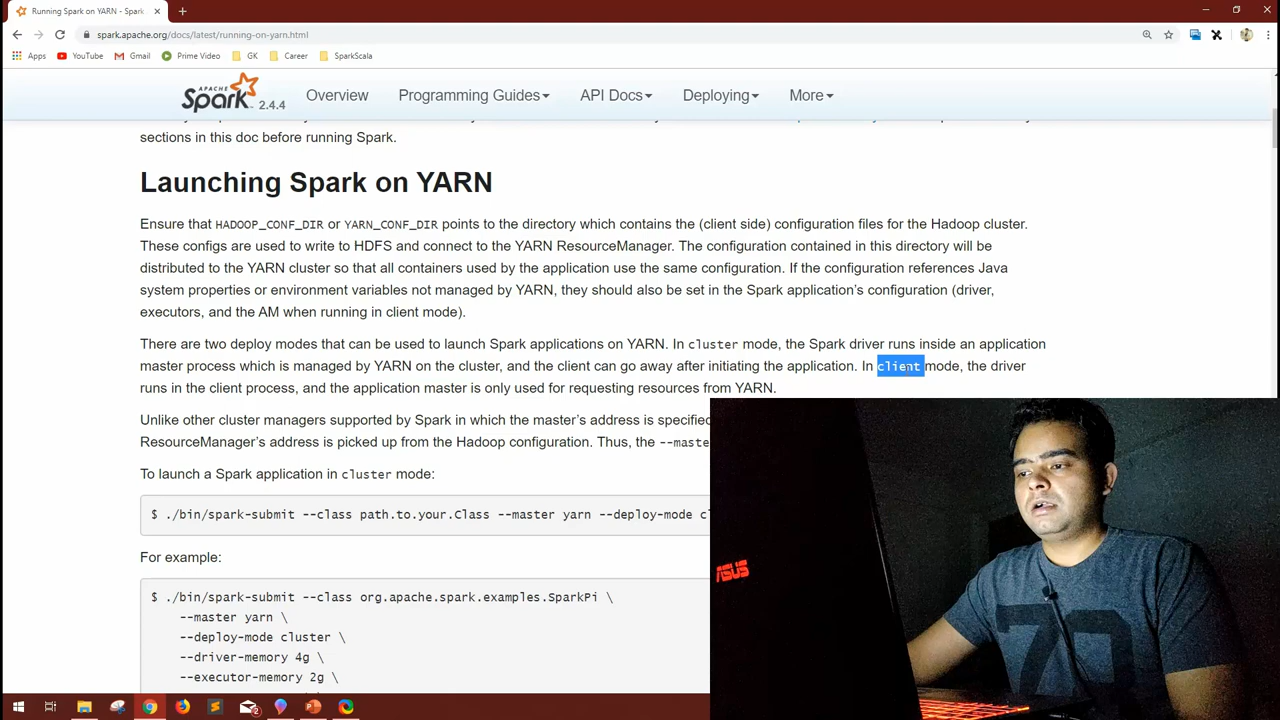 Running Spark on YARN - Spark
spark.apache.org/docs/latest/running-on-yarn.html
Apps YouTube Gmail Prime Video GK Career SparkScala
APACHE Spark 2.4.4 Overview Programming Guides API Docs Deploying More
sections in this doc before running Spark.
Launching Spark on YARN
Ensure that HADOOP_CONF_DIR or YARN_CONF_DIR points to the directory which contains the (client side) configuration files for the Hadoop cluster.
These configs are used to write to HDFS and connect to the YARN ResourceManager. The configuration contained in this directory will be
distributed to the YARN cluster so that all containers used by the application use the same configuration. If the configuration references Java
system properties or environment variables not managed by YARN, they should also be set in the Spark application's configuration (driver,
executors, and the AM when running in client mode).
There are two deploy modes that can be used to launch Spark applications on YARN. In cluster mode, the Spark driver runs inside an application
master process which is managed by YARN on the cluster, and the client can go away after initiating the application. In client mode, the driver
runs in the client process, and the application master is only used for requesting resources from YARN.
Unlike other cluster managers supported by Spark in which the master's address is specified
ResourceManager's address is picked up from the Hadoop configuration. Thus, the --maste
To launch a Spark application in cluster mode:
$ ./bin/spark-submit --class path.to.your.Class --master yarn --deploy-mode cl
For example:
$ ./bin/spark-submit --class org.apache.spark.examples.SparkPi \
--master yarn \
--deploy-mode cluster \
--driver-memory 4g \
--executor-memory 2g \
ASUS
73
2